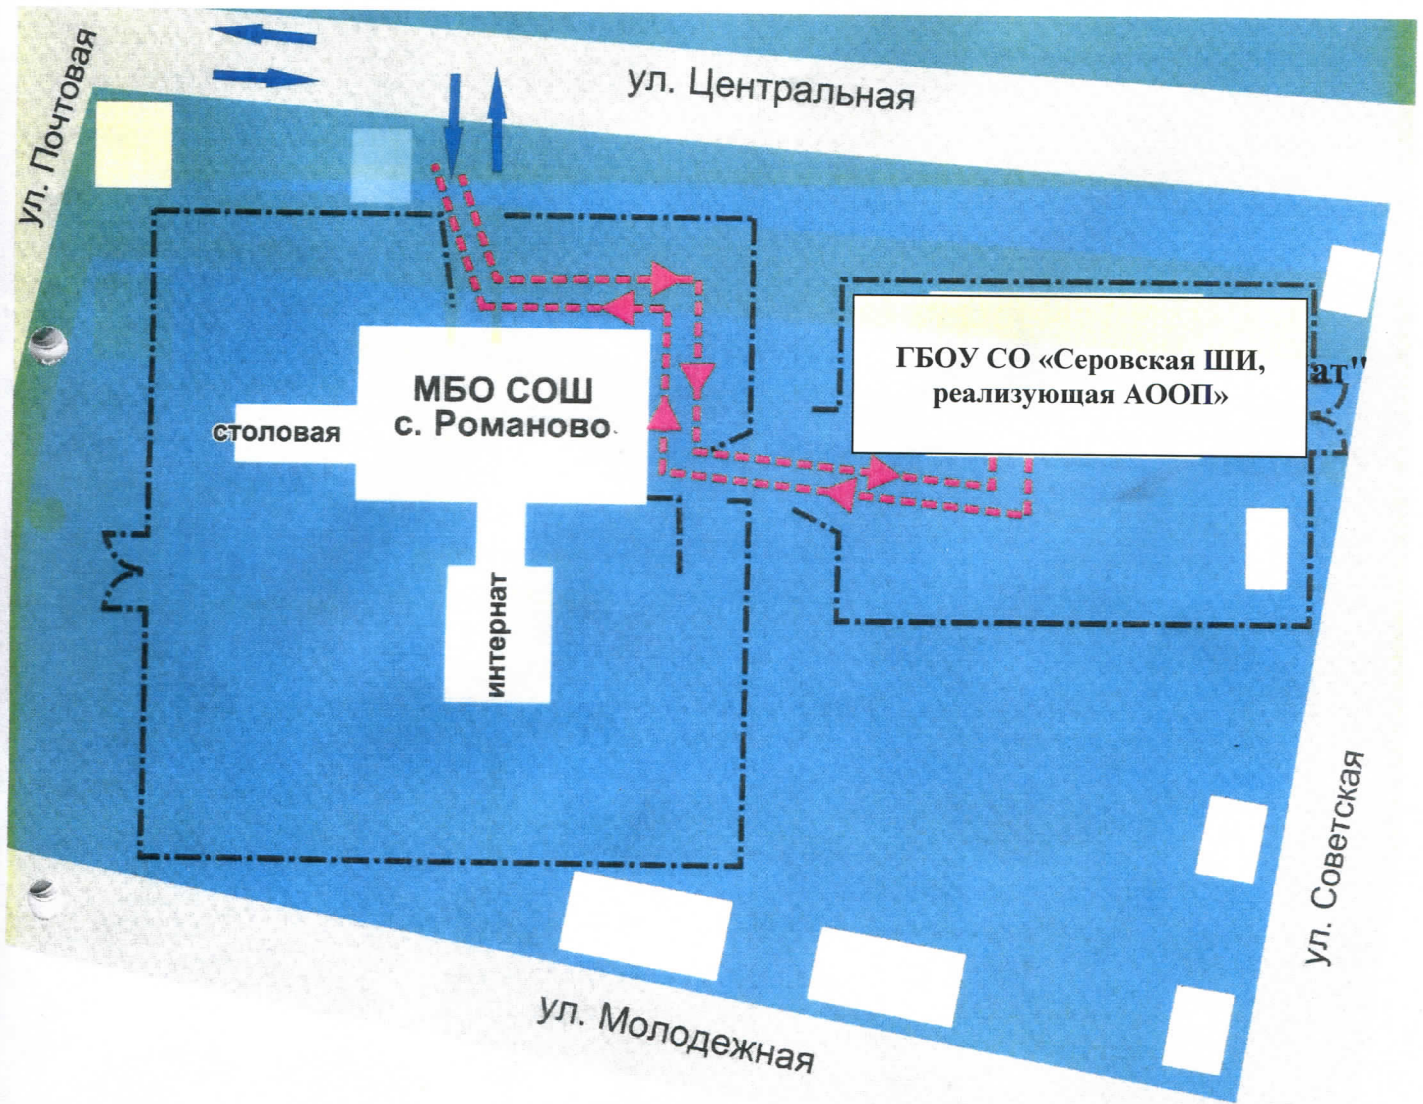 ул. Почтовая
ул. Центральная
МБО СОШ
с. Романово
столовая
интернат
ГБОУ СО «Серовская ШИ,
реализующая АООП»
ат"
ул. Советская
ул. Молодежная